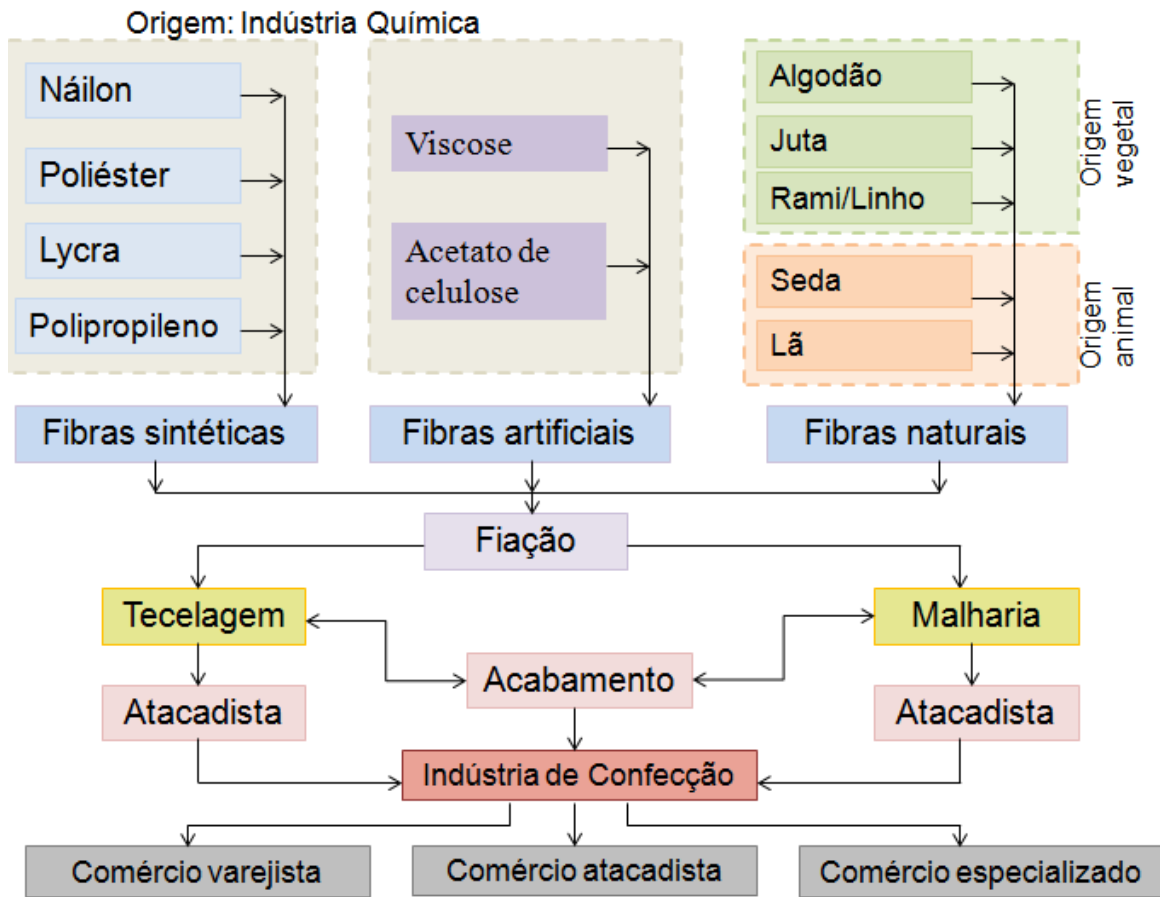 Origem: Indústria Química
Náilon
Poliéster
Lycra
Polipropileno
Viscose
Acetato de
celulose
Algodão
Juta
Rami/Linho
Origem
vegetal
Seda
Lã
Origem
animal
Fibras sintéticas
Fibras artificiais
Fibras naturais
Fiação
Tecelagem
Malharia
Acabamento
Atacadista
Atacadista
Indústria de Confecção
Comércio varejista
Comércio atacadista
Comércio especializado